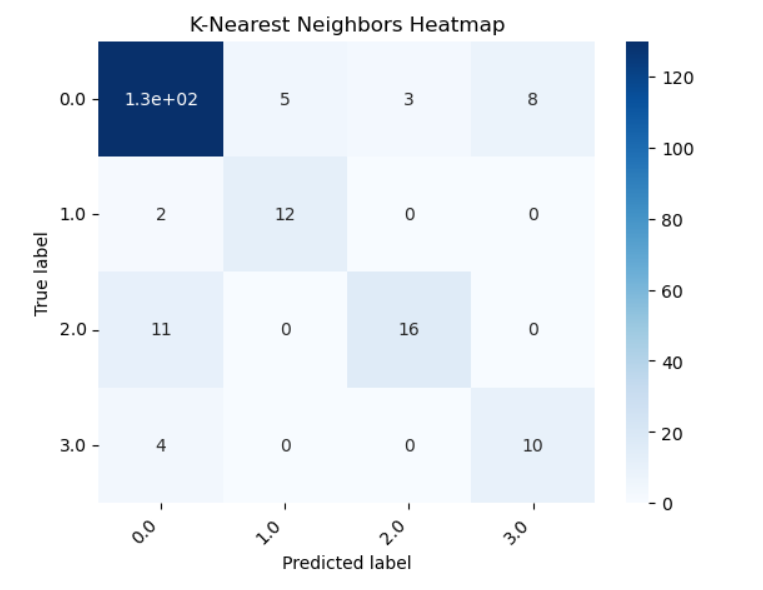 K-Nearest Neighbors Heatmap
0.0 1.3e+02 5 3 8
1.0 2 12 0 0
2.0 11 0 16 0
3.0 4 0 0 10
True label
0.0 1.0 2.0 3.0
Predicted label
120
100
80
60
40
20
0